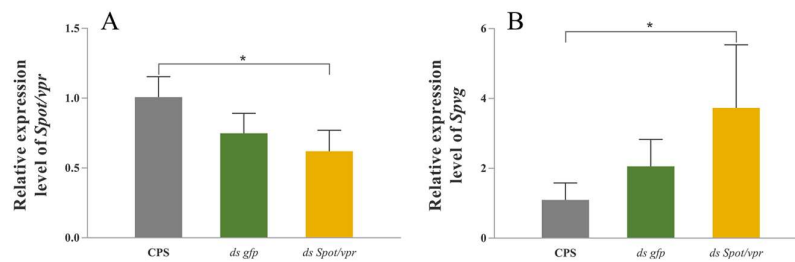 A
Relative expression
level of Spot/vpr
1.5
1.0
0.5
0.0
*
CPS
ds gfp
ds Spot/vpr
B
Relative expression
level of Spvg
6
4
2
0
*
CPS
ds gfp
ds Spot/vpr